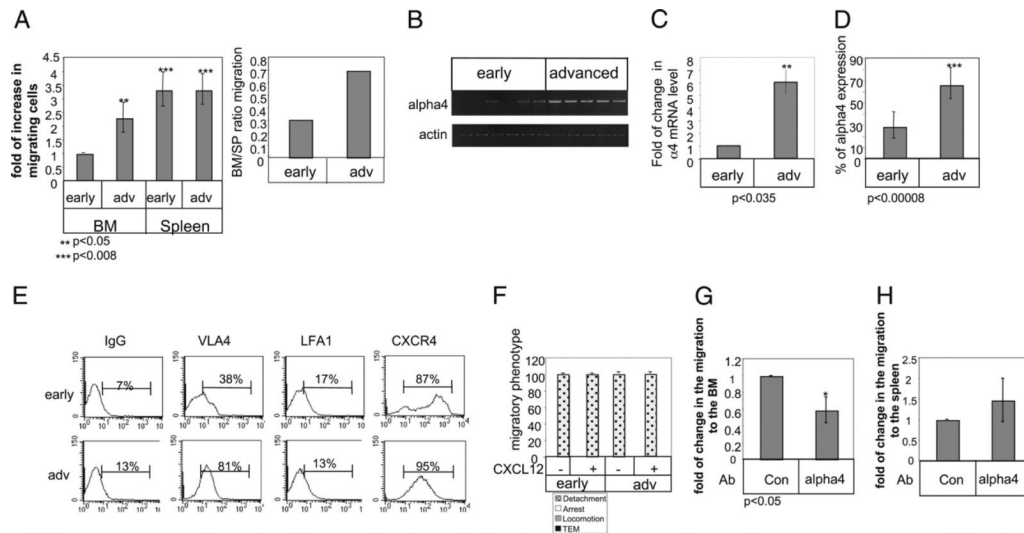 A
fold of increase in
migrating cells
4.5
4
3.5
3
2.5
2
1.5
1
0.5
0
**
***
***
early
adv
early
adv
BM
Spleen
** p<0.05
*** p<0.008
BM/SP ratio migration
0.8
0.7
0.6
0.5
0.4
0.3
0.2
0.1
0
early
adv
B
early
advanced
alpha4
actin
C
Fold of change in
α4 mRNA level
8
7
6
5
4
2
1
**
early
adv
p<0.035
D
% of alpha4 expression
90
70
50
30
10
0
***
early
adv
p<0.00008
E
IgG
VLA4
LFA1
CXCR4
early
7%
38%
17%
87%
adv
13%
81%
13%
95%
F
migratory phenotype
120
100
80
60
40
20
0
CXCL12
-
+
-
+
early
adv
Detachment
Arrest
Locomotion
TEM
G
fold of change in the migration
to the BM
1.2
1
0.8
0.6
0.4
0.2
0
*
Ab
Con
alpha4
p<0.05
H
fold of change in the migration
to the spleen
2.5
2
1.5
1
0.5
0
Ab
Con
alpha4